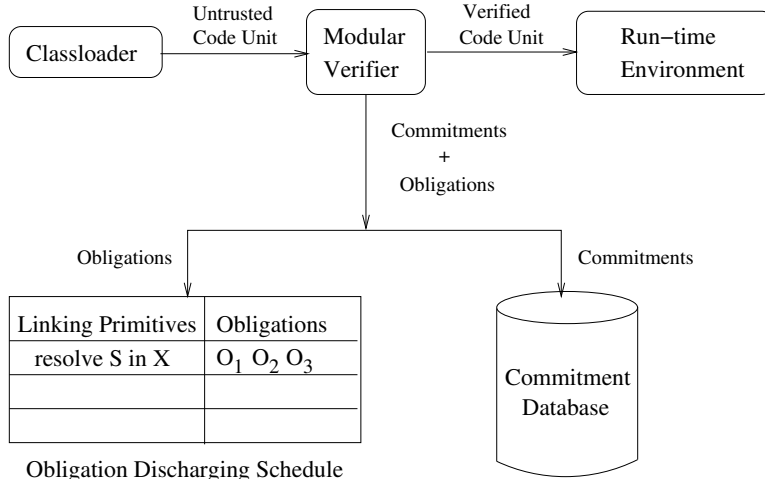 Untrusted
Code Unit
Verified
Code Unit
Classloader
Modular
Verifier
Run-time
Environment
Commitments
+
Obligations
Obligations
Commitments
Linking Primitives
Obligations
resolve S in X
O1 O2 O3
Commitment
Database
Obligation Discharging Schedule